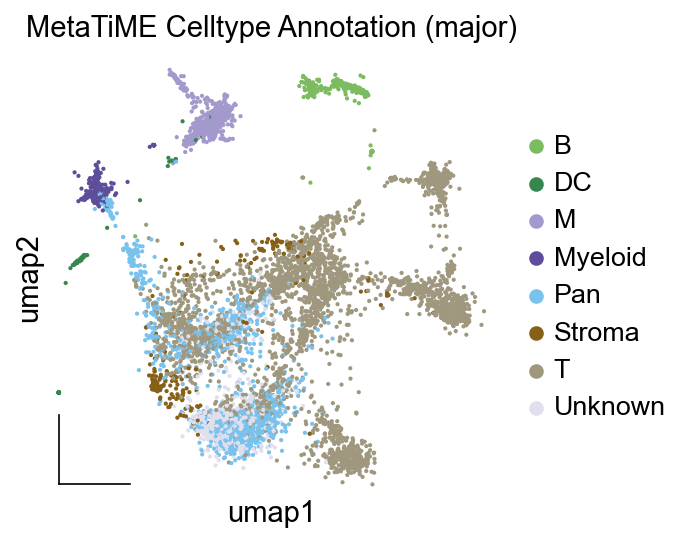 MetaTiME Celltype Annotation (major)
B
DC
M
Myeloid
Pan
Stroma
T
Unknown
umap2
umap1